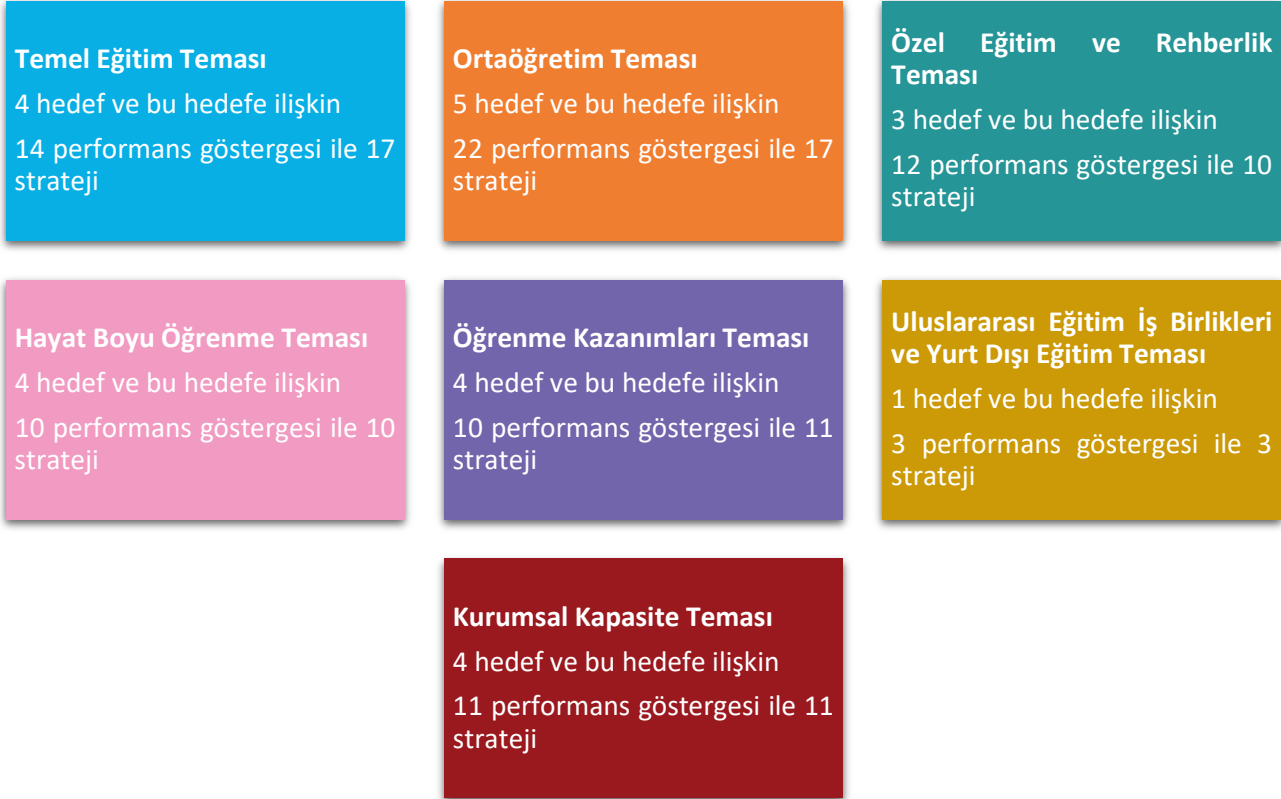 Temel Eğitim Teması
4 hedef ve bu hedefe ilişkin
14 performans göstergesi ile 17
strateji
Ortaöğretim Teması
5 hedef ve bu hedefe ilişkin
22 performans göstergesi ile 17
strateji
Özel Eğitim ve Rehberlik
Teması
3 hedef ve bu hedefe ilişkin
12 performans göstergesi ile 10
strateji
Hayat Boyu Öğrenme Teması
4 hedef ve bu hedefe ilişkin
10 performans göstergesi ile 10
strateji
Öğrenme Kazanımları Teması
4 hedef ve bu hedefe ilişkin
10 performans göstergesi ile 11
strateji
Uluslararası Eğitim İş Birlikleri
ve Yurt Dışı Eğitim Teması
1 hedef ve bu hedefe ilişkin
3 performans göstergesi ile 3
strateji
Kurumsal Kapasite Teması
4 hedef ve bu hedefe ilişkin
11 performans göstergesi ile 11
strateji